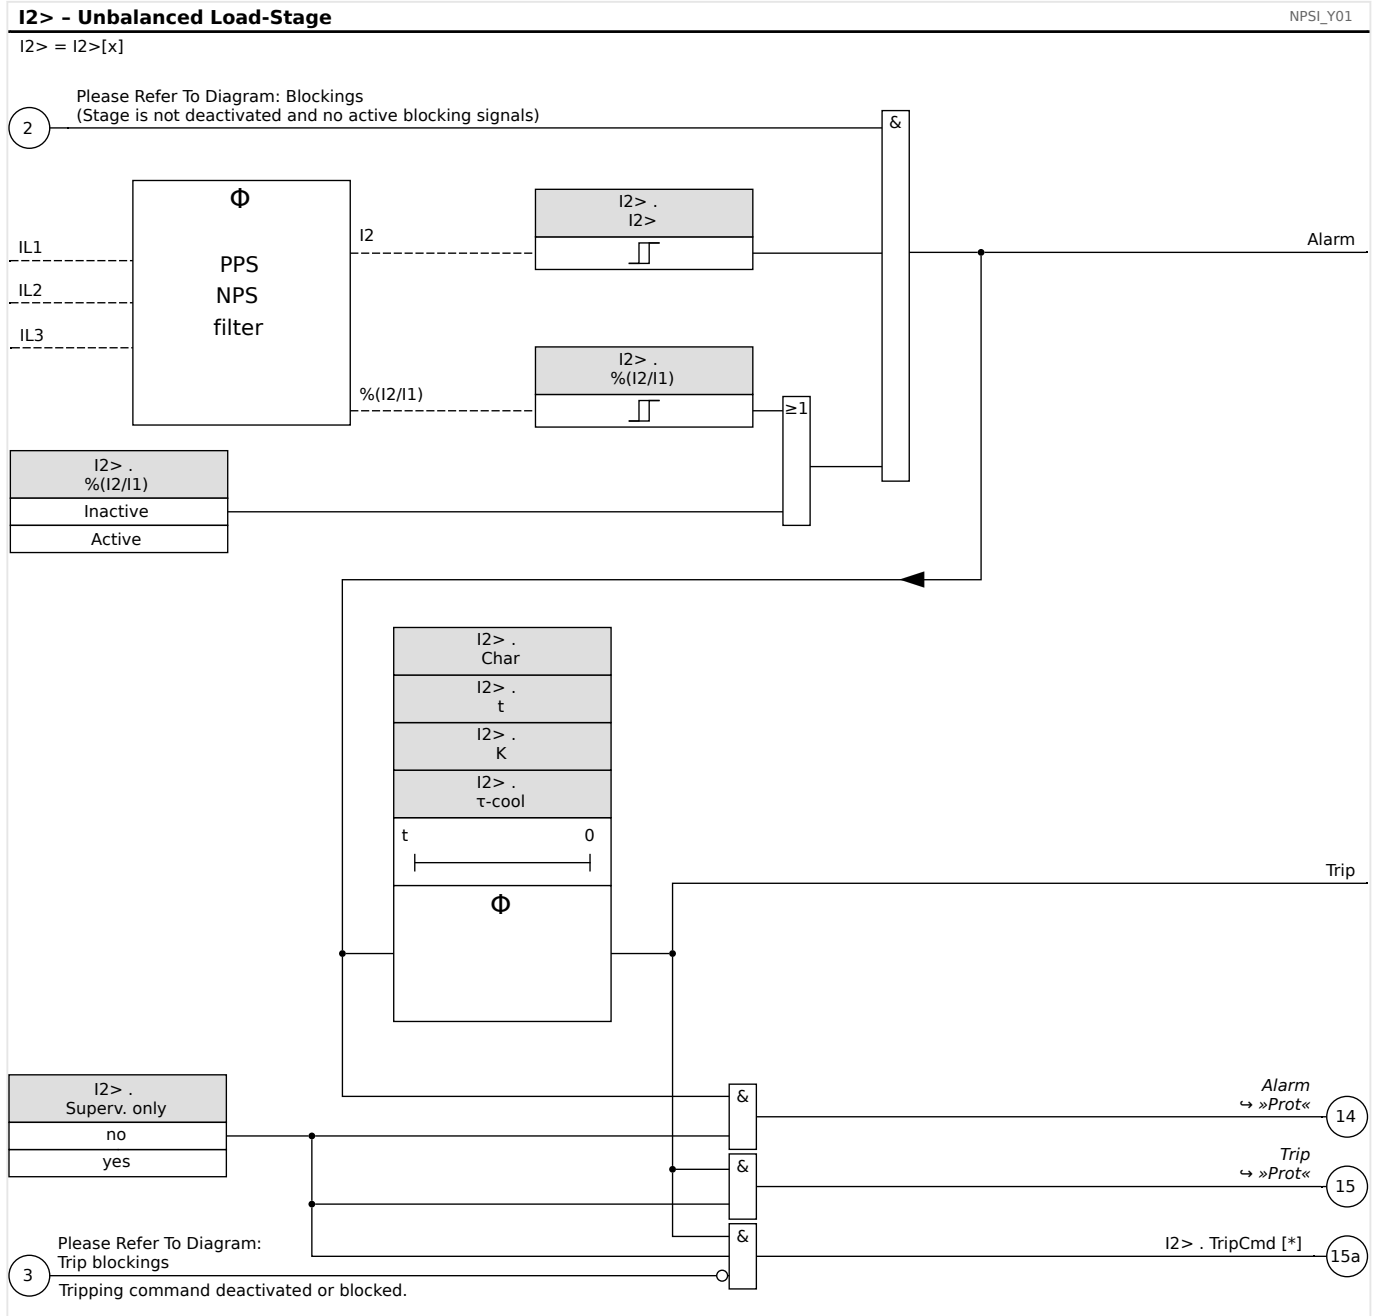 I2> – Unbalanced Load-Stage
NPSI_Y01
I2> = I2>[x]
Please Refer To Diagram: Blockings
(Stage is not deactivated and no active blocking signals)
2
&
Φ
PPS
NPS
filter
IL1
IL2
IL3
I2
%(I2/I1)
I2> .
I2>
I2> .
%(I2/I1)
≥1
Alarm
I2> .
%(I2/I1)
Inactive
Active
I2> .
Char
I2> .
t
I2> .
K
I2> .
τ-cool
t 0
Φ
Trip
I2> .
Superv. only
no
yes
&
Alarm
↪ »Prot«
14
&
Trip
↪ »Prot«
15
&
I2> . TripCmd [*]
15a
Please Refer To Diagram:
Trip blockings
3
Tripping command deactivated or blocked.